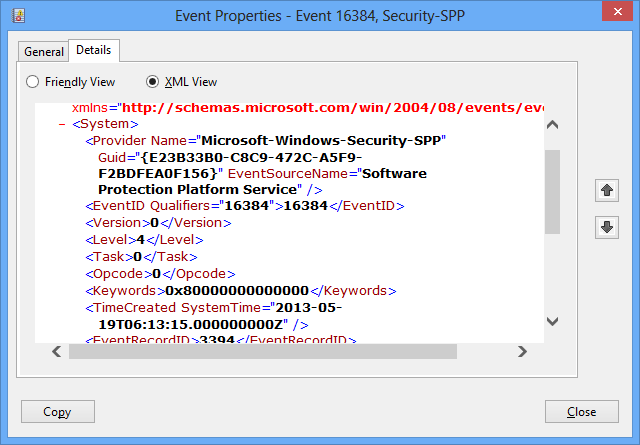 Event Properties - Event 16384, Security-SPP
General Details
Friendly View XML View
xmlns="http://schemas.microsoft.com/win/2004/08/events/eve
– <System>
<Provider Name="Microsoft-Windows-Security-SPP"
Guid="{E23B33B0-C8C9-472C-A5F9-
F2BDFEA0F156}" EventSourceName="Software
Protection Platform Service" />
<EventID Qualifiers="16384">16384</EventID>
<Version>0</Version>
<Level>4</Level>
<Task>0</Task>
<Opcode>0</Opcode>
<Keywords>0x80000000000000</Keywords>
<TimeCreated SystemTime="2013-05-
19T06:13:15.000000000Z" />
<EventRecordID>3394</EventRecordID>
Copy Close